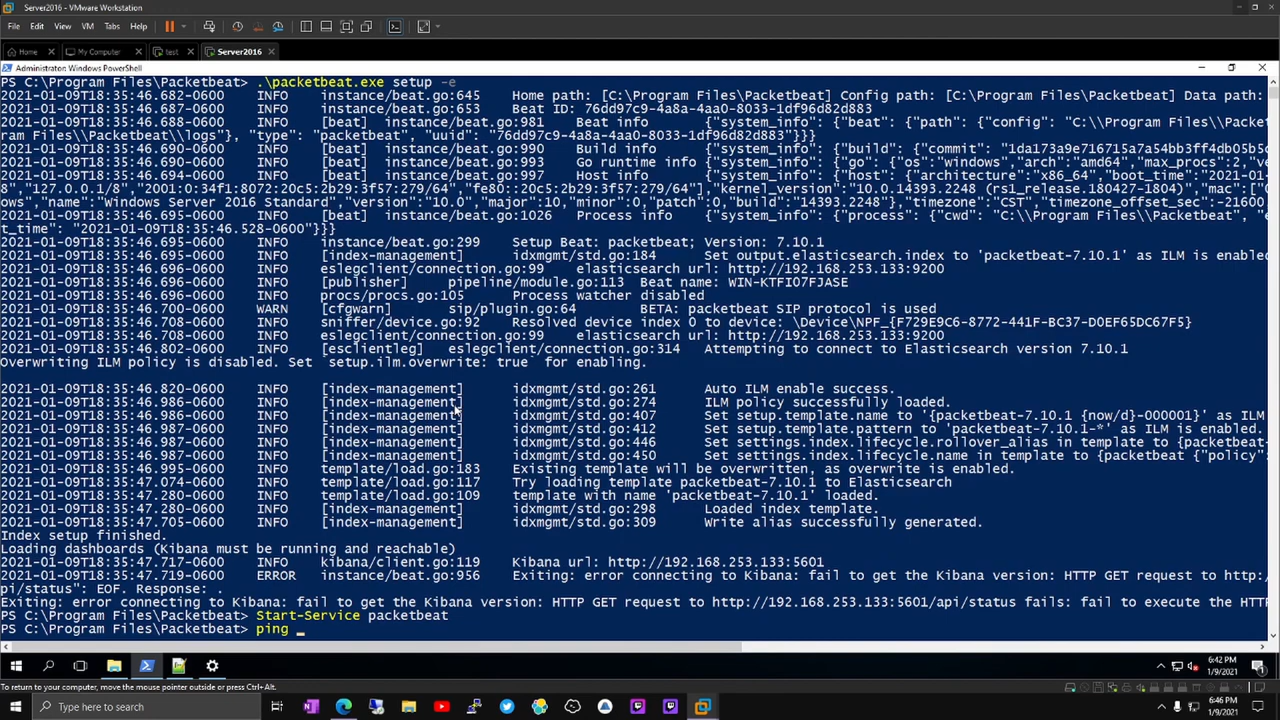 Server2016 - VMware Workstation
File Edit View VM Tabs Help
Home My Computer test Server2016
Administrator: Windows PowerShell
PS C:\Program Files\Packetbeat> .\packetbeat.exe setup -e
2021-01-09T18:35:46.682-0600 INFO instance/beat.go:645 Home path: [C:\Program Files\Packetbeat] Config path: [C:\Program Files\Packetbeat] Data path:
2021-01-09T18:35:46.686-0600 INFO instance/beat.go:653 Beat ID: 76dd97c9-4a8a-4aa0-8033-1df96d82d883
2021-01-09T18:35:46.688-0600 INFO [beat] instance/beat.go:981 Beat info {"system_info": {"beat": {"path": {"config": "C:\\Program Files\\Packet
ram Files\\Packetbeat\\logs"}, "type": "packetbeat", "uuid": "76dd97c9-4a8a-4aa0-8033-1df96d82d883"}}}
2021-01-09T18:35:46.690-0600 INFO [beat] instance/beat.go:990 Build info {"system_info": {"build": {"commit": "1da173a9e716715a7a54bb3ff4db05b5c
2021-01-09T18:35:46.690-0600 INFO [beat] instance/beat.go:993 Go runtime info {"system_info": {"go": {"os":"windows","arch":"amd64","max_procs":2,"ve
2021-01-09T18:35:46.694-0600 INFO [beat] instance/beat.go:997 Host info {"system_info": {"host": {"architecture":"x86_64","boot_time":"2021-01-
8","127.0.0.1/8","2001:0:34f1:8072:20c5:2b29:3f57:279/64","fe80::20c5:2b29:3f57:279/64"],"kernel_version":"10.0.14393.2248 (rs1_release.180427-1804)","mac":["
ows","name":"Windows Server 2016 Standard","version":"10.0","major":10,"minor":0,"patch":0,"build":"14393.2248"},"timezone":"CST","timezone_offset_sec":-21600,
2021-01-09T18:35:46.695-0600 INFO [beat] instance/beat.go:1026 Process info {"system_info": {"process": {"cwd": "C:\\Program Files\\Packetbeat", "e
t_time": "2021-01-09T18:35:46.528-0600"}}}
2021-01-09T18:35:46.695-0600 INFO instance/beat.go:299 Setup Beat: packetbeat; Version: 7.10.1
2021-01-09T18:35:46.695-0600 INFO [index-management] idxmgmt/std.go:184 Set output.elasticsearch.index to 'packetbeat-7.10.1' as ILM is enabled
2021-01-09T18:35:46.695-0600 INFO eslegclient/connection.go:99 elasticsearch url: http://192.168.253.133:9200
2021-01-09T18:35:46.696-0600 INFO [publisher] pipeline/module.go:113 Beat name: WIN-KTFI07FJASE
2021-01-09T18:35:46.696-0600 INFO procs/procs.go:105 Process watcher disabled
2021-01-09T18:35:46.700-0600 WARN [cfgwarn] sip/plugin.go:64 BETA: packetbeat SIP protocol is used
2021-01-09T18:35:46.708-0600 INFO sniffer/device.go:92 Resolved device index 0 to device: \Device\NPF_{F729E9C6-8772-441F-BC37-D0EF65DC67F5}
2021-01-09T18:35:46.708-0600 INFO eslegclient/connection.go:99 elasticsearch url: http://192.168.253.133:9200
2021-01-09T18:35:46.802-0600 INFO [esclientleg] eslegclient/connection.go:314 Attempting to connect to Elasticsearch version 7.10.1
Overwriting ILM policy is disabled. Set `setup.ilm.overwrite: true` for enabling.
2021-01-09T18:35:46.820-0600 INFO [index-management] idxmgmt/std.go:261 Auto ILM enable success.
2021-01-09T18:35:46.986-0600 INFO [index-management] idxmgmt/std.go:274 ILM policy successfully loaded.
2021-01-09T18:35:46.986-0600 INFO [index-management] idxmgmt/std.go:407 Set setup.template.name to '{packetbeat-7.10.1 {now/d}-000001}' as ILM
2021-01-09T18:35:46.986-0600 INFO [index-management] idxmgmt/std.go:412 Set setup.template.pattern to 'packetbeat-7.10.1-*' as ILM is enabled.
2021-01-09T18:35:46.987-0600 INFO [index-management] idxmgmt/std.go:446 Set settings.index.lifecycle.rollover_alias in template to {packetbeat-
2021-01-09T18:35:46.987-0600 INFO [index-management] idxmgmt/std.go:450 Set settings.index.lifecycle.name in template to {packetbeat {"policy":
2021-01-09T18:35:46.995-0600 INFO template/load.go:183 Existing template will be overwritten, as overwrite is enabled.
2021-01-09T18:35:47.074-0600 INFO template/load.go:117 Try loading template packetbeat-7.10.1 to Elasticsearch
2021-01-09T18:35:47.280-0600 INFO template/load.go:109 template with name 'packetbeat-7.10.1' loaded.
2021-01-09T18:35:47.280-0600 INFO [index-management] idxmgmt/std.go:298 Loaded index template.
2021-01-09T18:35:47.705-0600 INFO [index-management] idxmgmt/std.go:309 Write alias successfully generated.
Index setup finished.
Loading dashboards (Kibana must be running and reachable)
2021-01-09T18:35:47.717-0600 INFO kibana/client.go:119 Kibana url: http://192.168.253.133:5601
2021-01-09T18:35:47.719-0600 ERROR instance/beat.go:956 Exiting: error connecting to Kibana: fail to get the Kibana version: HTTP GET request to http:/
pi/status": EOF. Response: .
Exiting: error connecting to Kibana: fail to get the Kibana version: HTTP GET request to http://192.168.253.133:5601/api/status fails: fail to execute the HTT
PS C:\Program Files\Packetbeat> Start-Service packetbeat
PS C:\Program Files\Packetbeat> ping _
6:42 PM
1/9/2021
To return to your computer, move the mouse pointer outside or press Ctrl+Alt.
Type here to search
6:46 PM
1/9/2021